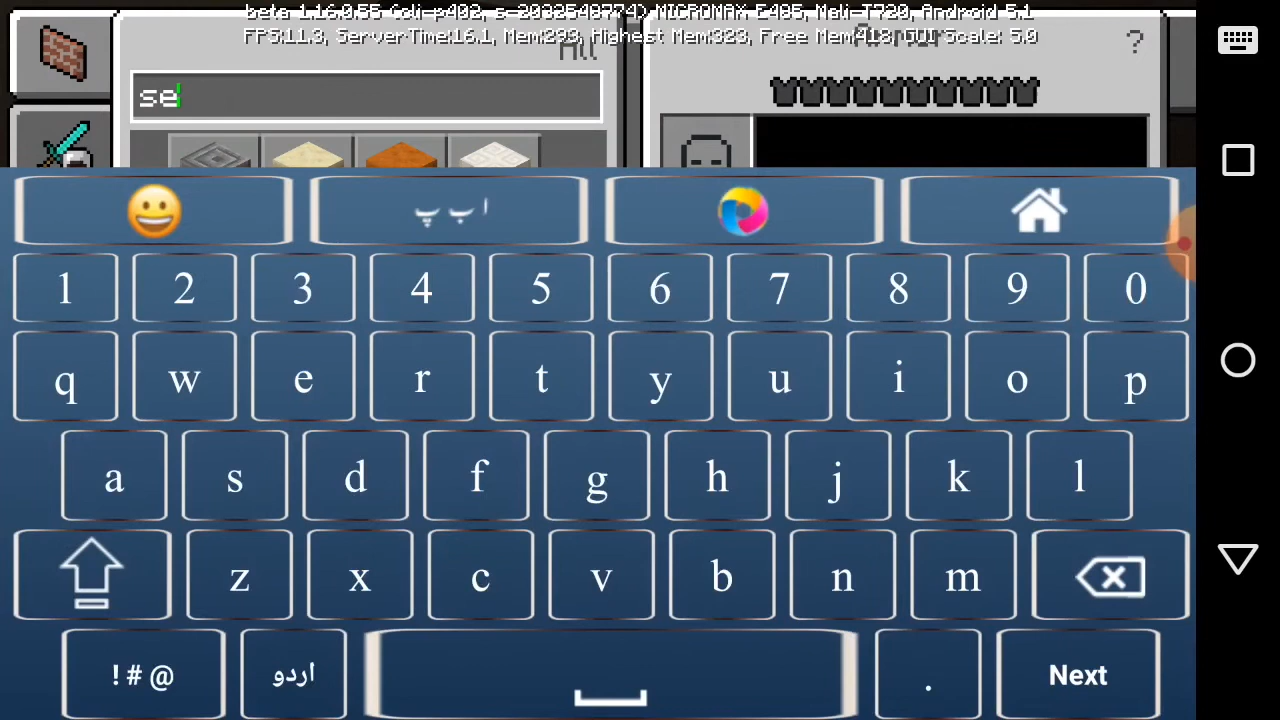 beta 1.16.0.55 (cli-p402, s-2032548774) MICROMAX E485, Mali-T720, Android 5.1
FPS:11.3, ServerTime:16.1, Mem:293, Highest Mem:323, Free Mem:418, GUI Scale: 5.0
All
?
se
ا ب پ
1 2 3 4 5 6 7 8 9 0
q w e r t y u i o p
a s d f g h j k l
z x c v b n m
! # @ اردو . Next